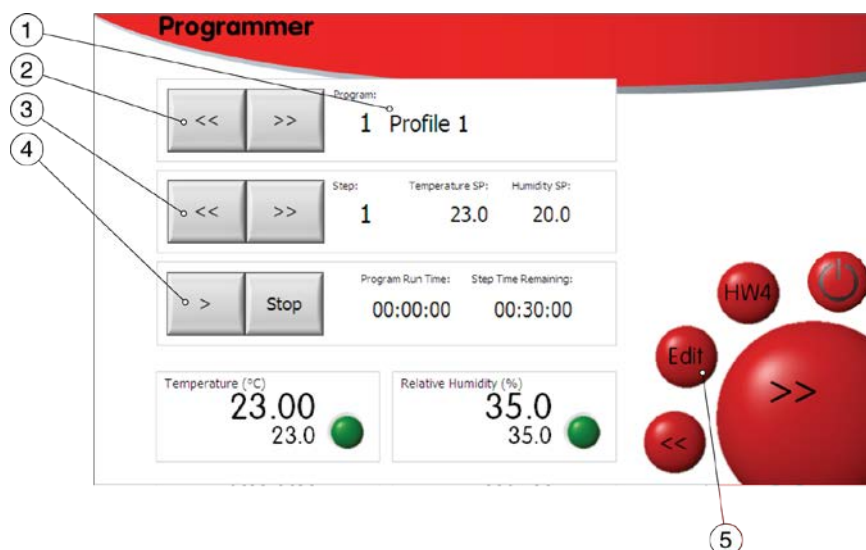 1
Programmer
2
Program:
<< >> 1 Profile 1
3
4
Step: Temperature SP: Humidity SP:
<< >> 1 23.0 20.0
Program Run Time: Step Time Remaining:
> Stop 00:00:00 00:30:00
HW4
Edit
Temperature (°C) Relative Humidity (%)
23.00 35.0
23.0 35.0
>>
<<
5